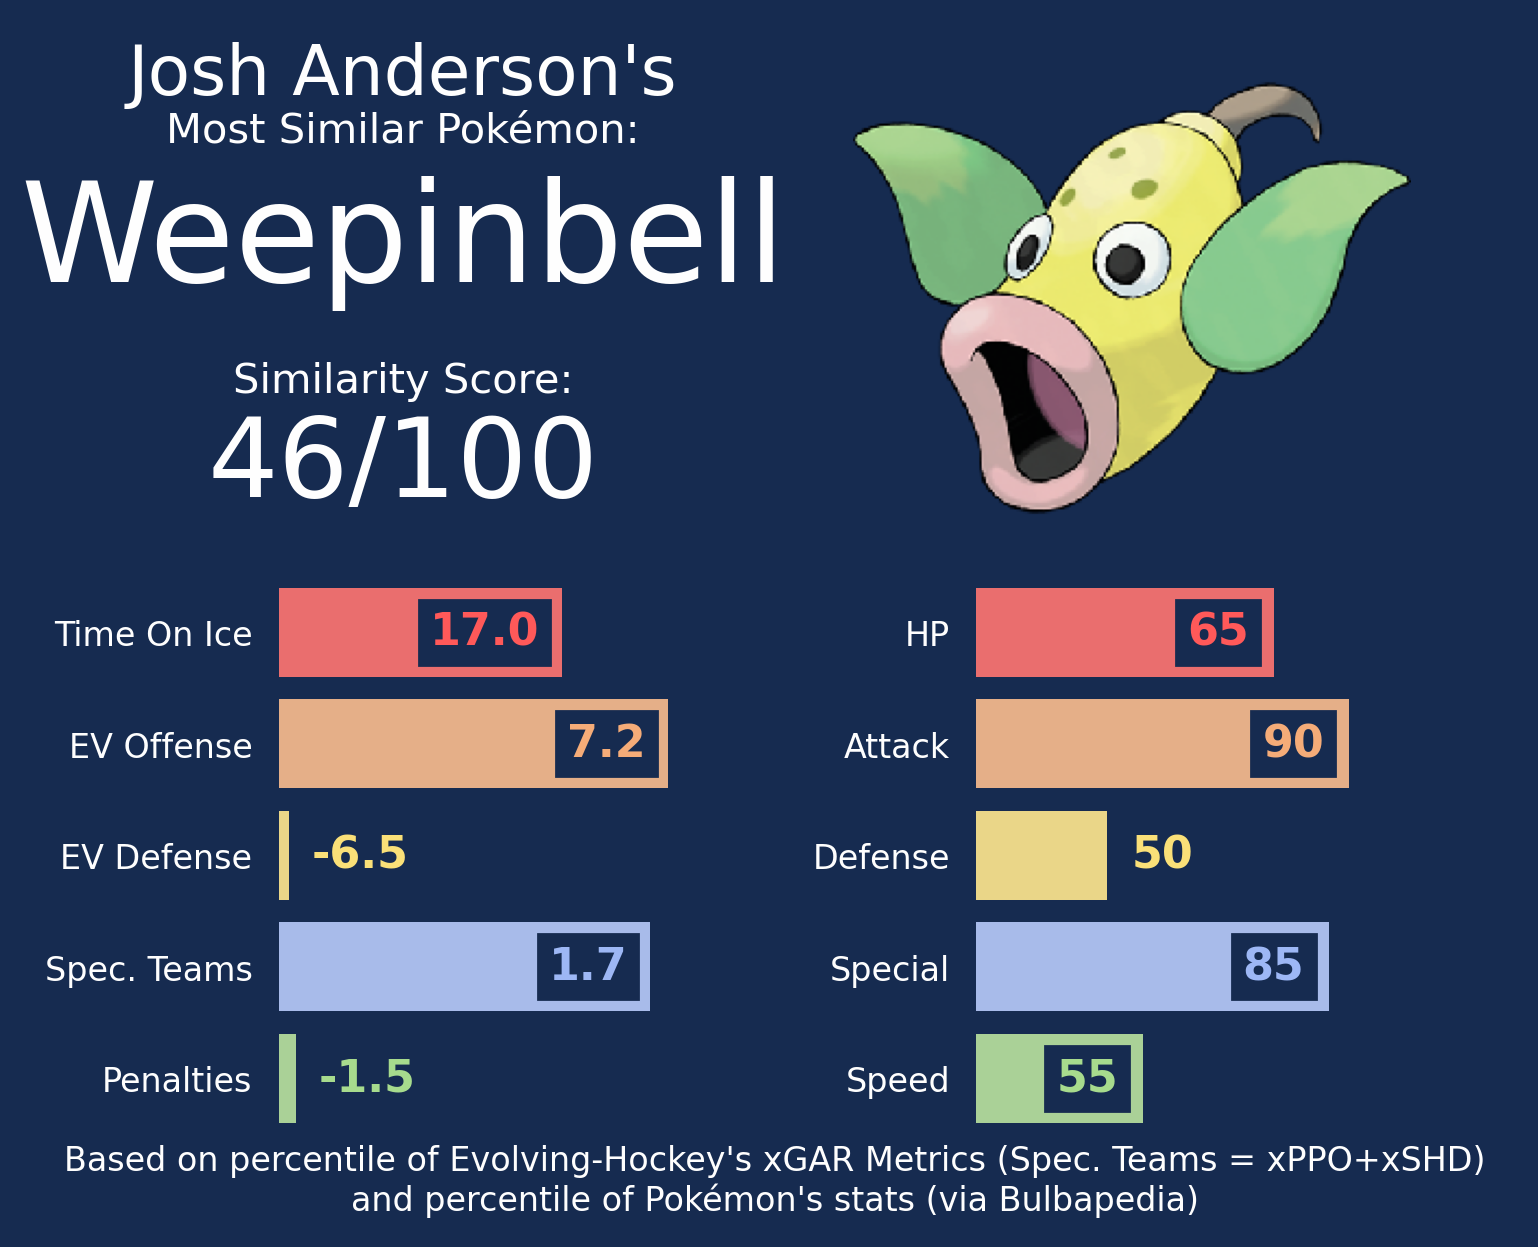 Josh Anderson's
Most Similar Pokémon:
Weepinbell
Similarity Score:
46/100
Time On Ice 17.0
EV Offense 7.2
EV Defense -6.5
Spec. Teams 1.7
Penalties -1.5
HP 65
Attack 90
Defense 50
Special 85
Speed 55
Based on percentile of Evolving-Hockey's xGAR Metrics (Spec. Teams = xPPO+xSHD)
and percentile of Pokémon's stats (via Bulbapedia)